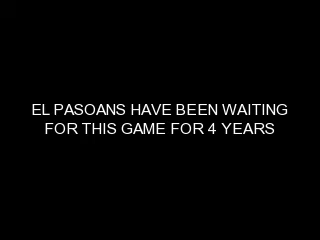 EL PASOANS HAVE BEEN WAITING
FOR THIS GAME FOR 4 YEARS